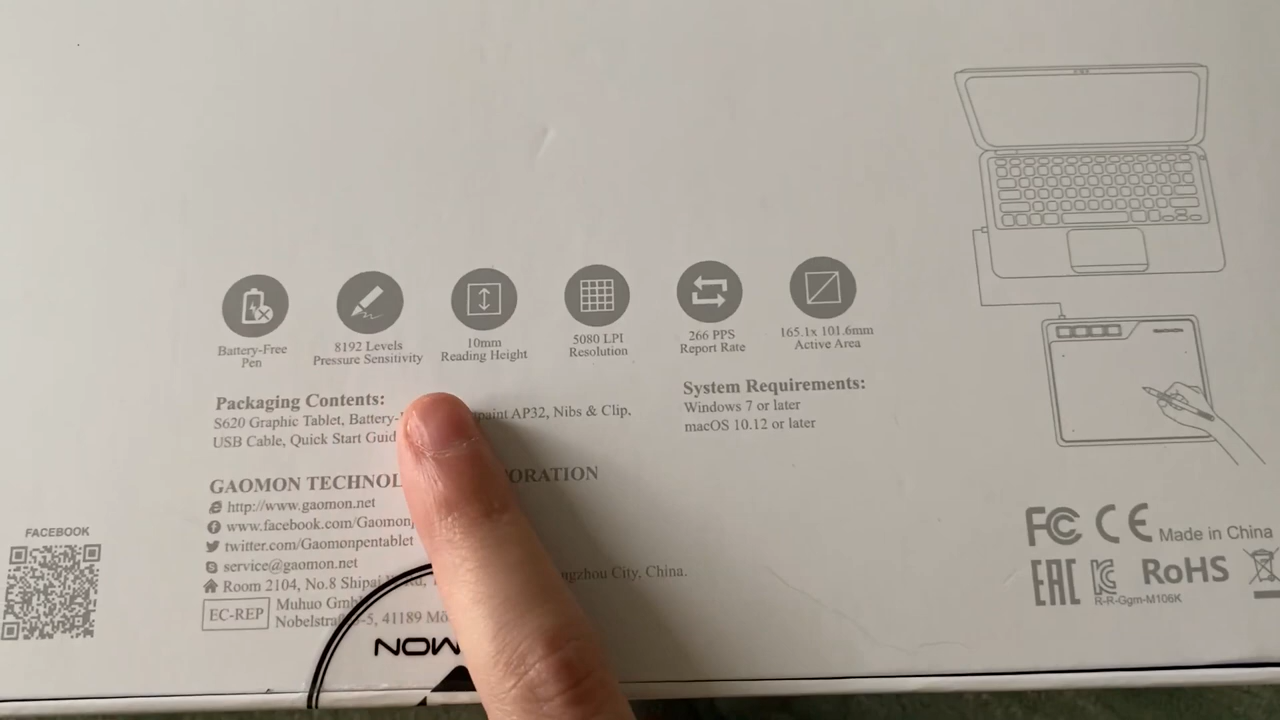 Battery-Free
Pen
8192 Levels
Pressure Sensitivity
10mm
Reading Height
5080 LPI
Resolution
266 PPS
Report Rate
165.1x 101.6mm
Active Area
Packaging Contents:
S620 Graphic Tablet, Battery- paint AP32, Nibs & Clip,
USB Cable, Quick Start Guid
System Requirements:
Windows 7 or later
macOS 10.12 or later
GAOMON TECHNOL ORATION
http://www.gaomon.net
www.facebook.com/Gaomon
twitter.com/Gaomonpentablet
service@gaomon.net
Room 2104, No.8 Shipai ngzhou City, China.
EC-REP
Muhuo Gmb
Nobelstra -5, 41189 Mö
FACEBOOK
MON
FC CE Made in China
EAC RoHS
R-R-Ggm-M106K